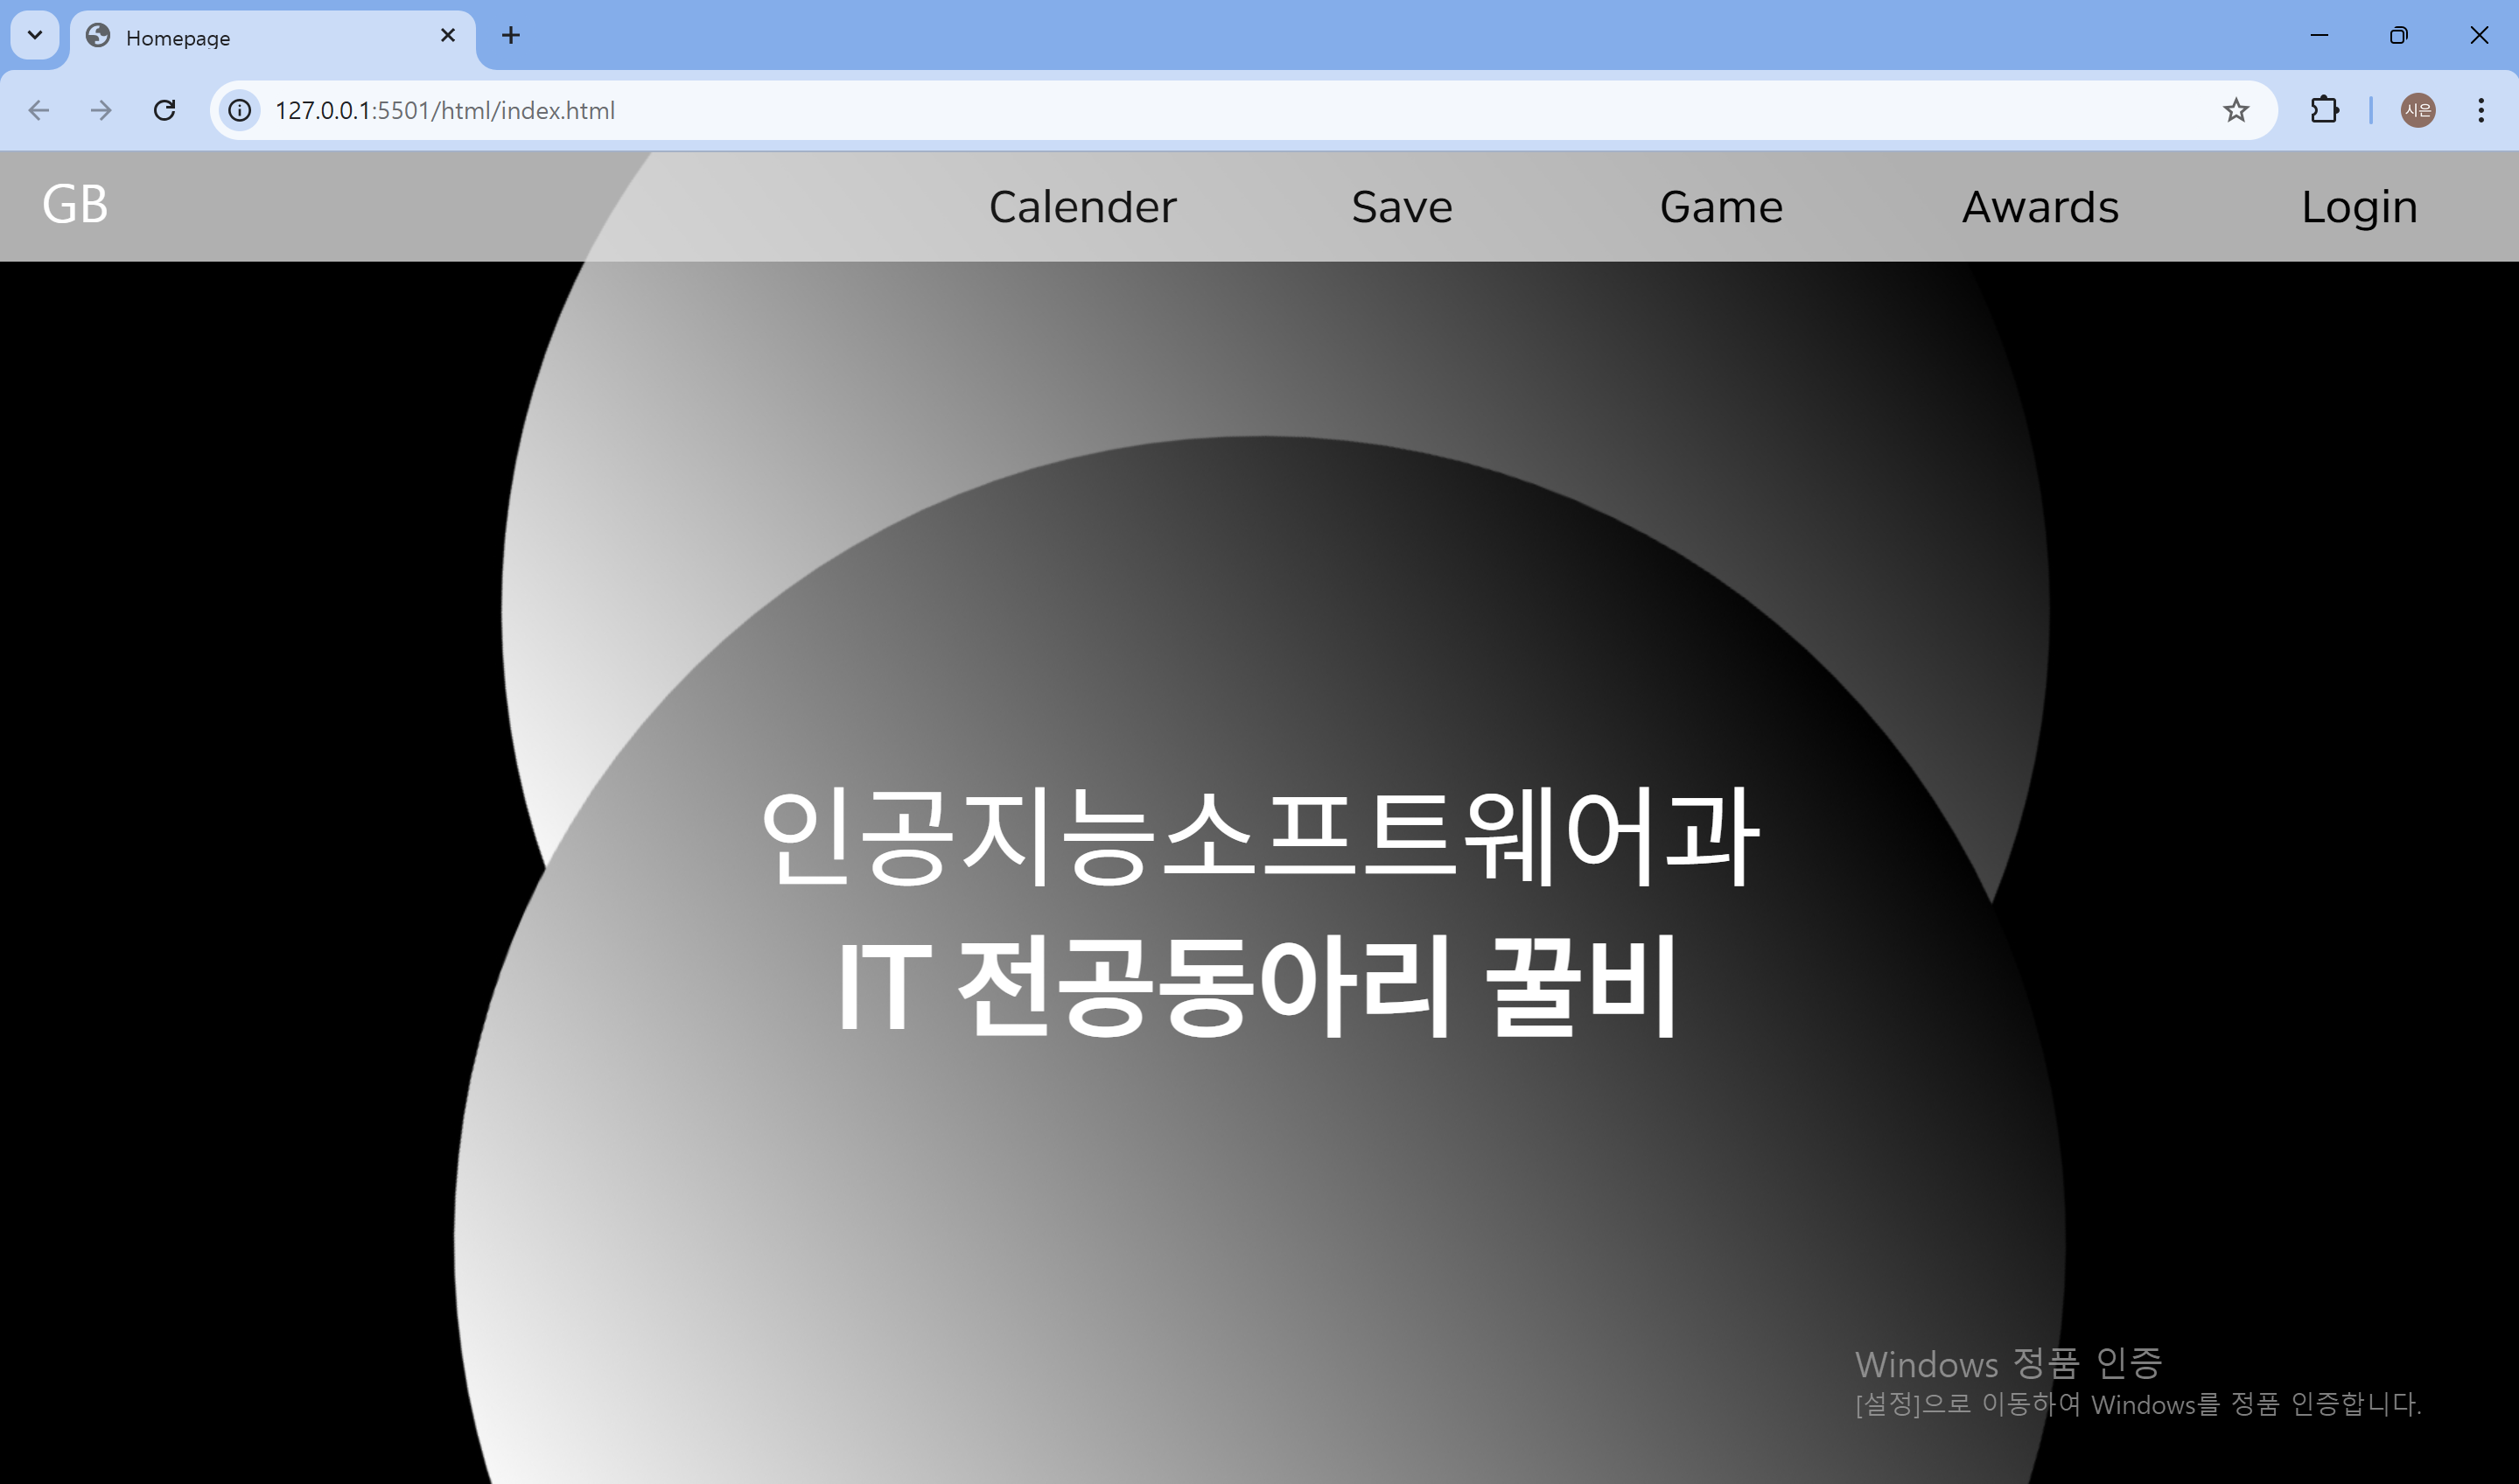 Homepage
127.0.0.1:5501/html/index.html
시은
GB
Calender
Save
Game
Awards
Login
인공지능소프트웨어과
IT 전공동아리 꿀비
Windows 정품 인증
[설정]으로 이동하여 Windows를 정품 인증합니다.